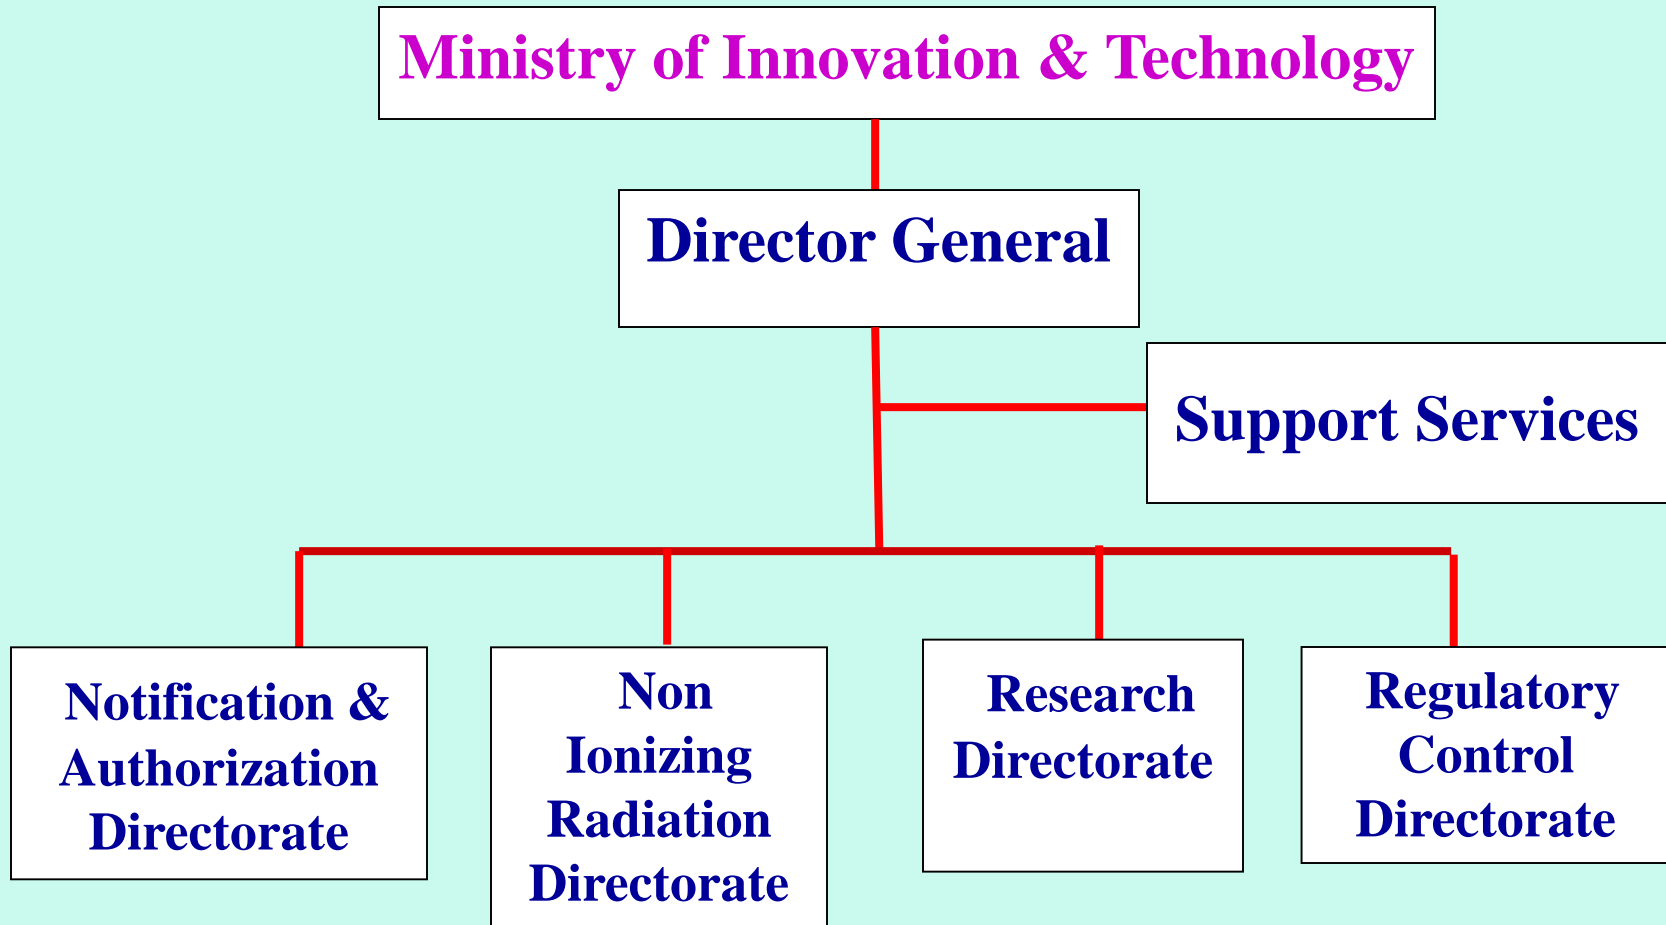 Ministry of Innovation & Technology
Director General
Support Services
Notification &
Authorization
Directorate
Non
Ionizing
Radiation
Directorate
Research
Directorate
Regulatory
Control
Directorate